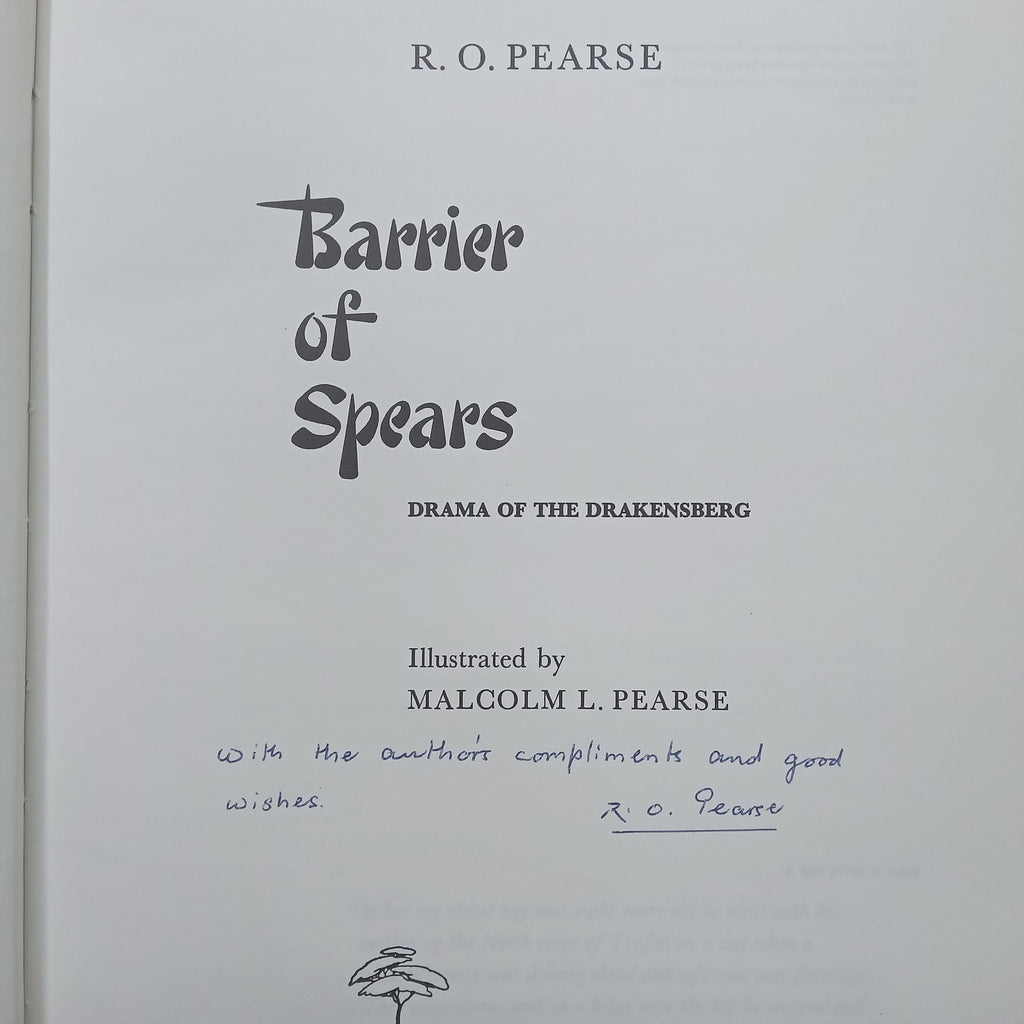 R. O. PEARSE
Barrier
of
Spears
DRAMA OF THE DRAKENSBERG
Illustrated by
MALCOLM L. PEARSE
with the author's compliments and good
wishes.
R. O. Pearse